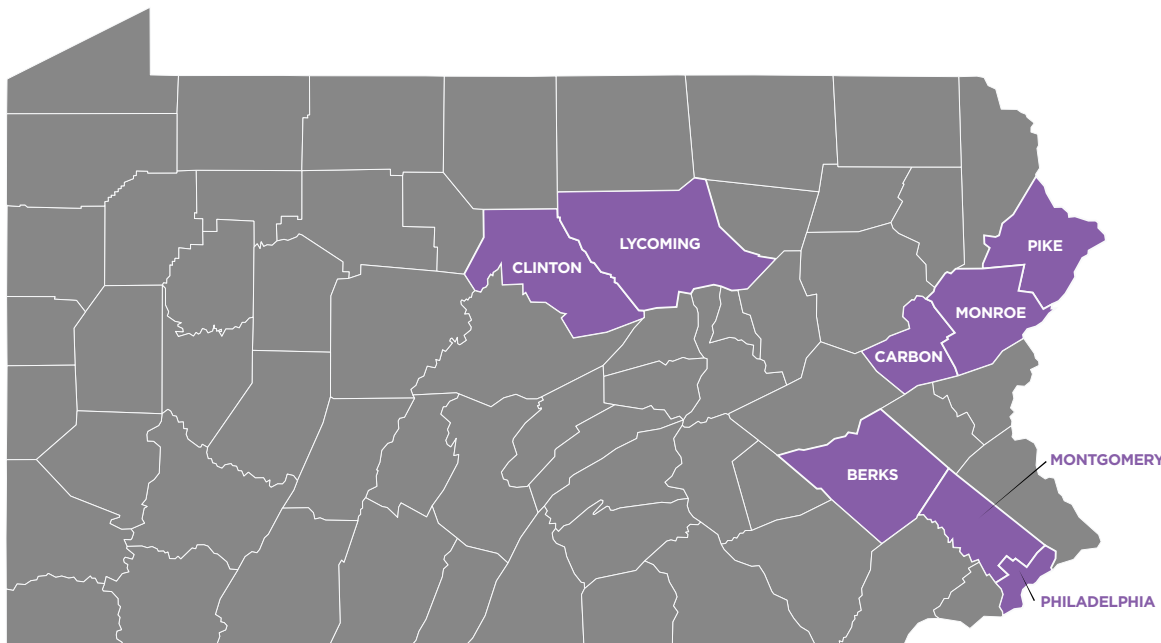 LYCOMING
PIKE
CLINTON
MONROE
CARBON
MONTGOMERY
BERKS
PHILADELPHIA